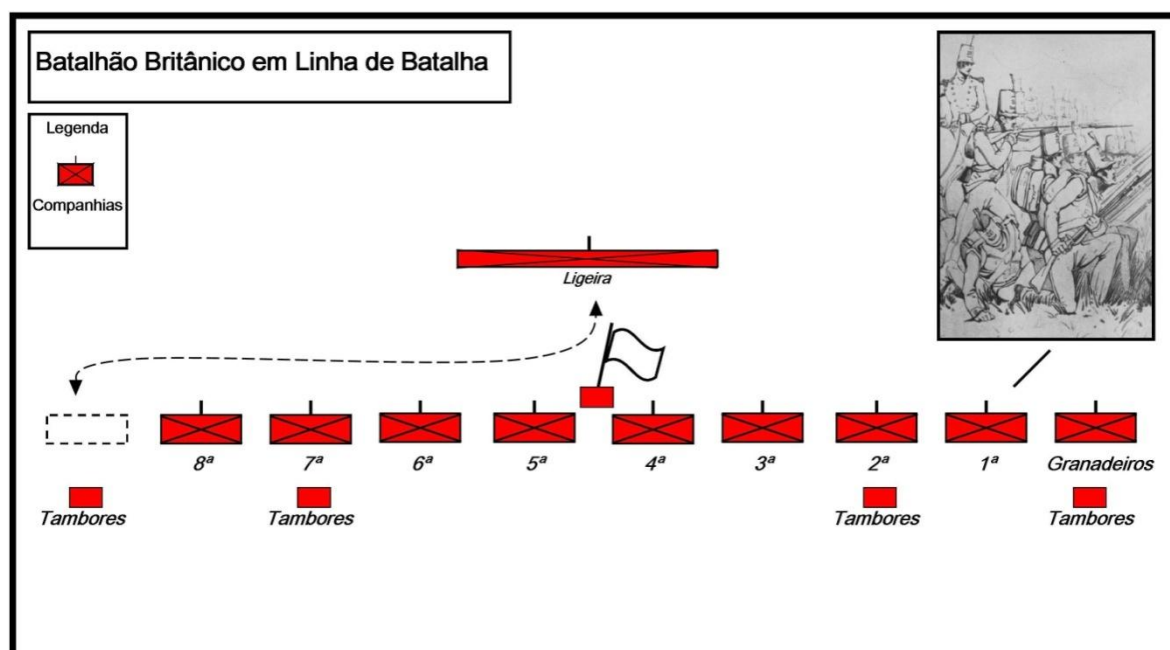 Batalhão Britânico em Linha de Batalha
Legenda
Companhias
Ligeira
8ª 7ª 6ª 5ª 4ª 3ª 2ª 1ª Granadeiros
Tambores Tambores Tambores Tambores